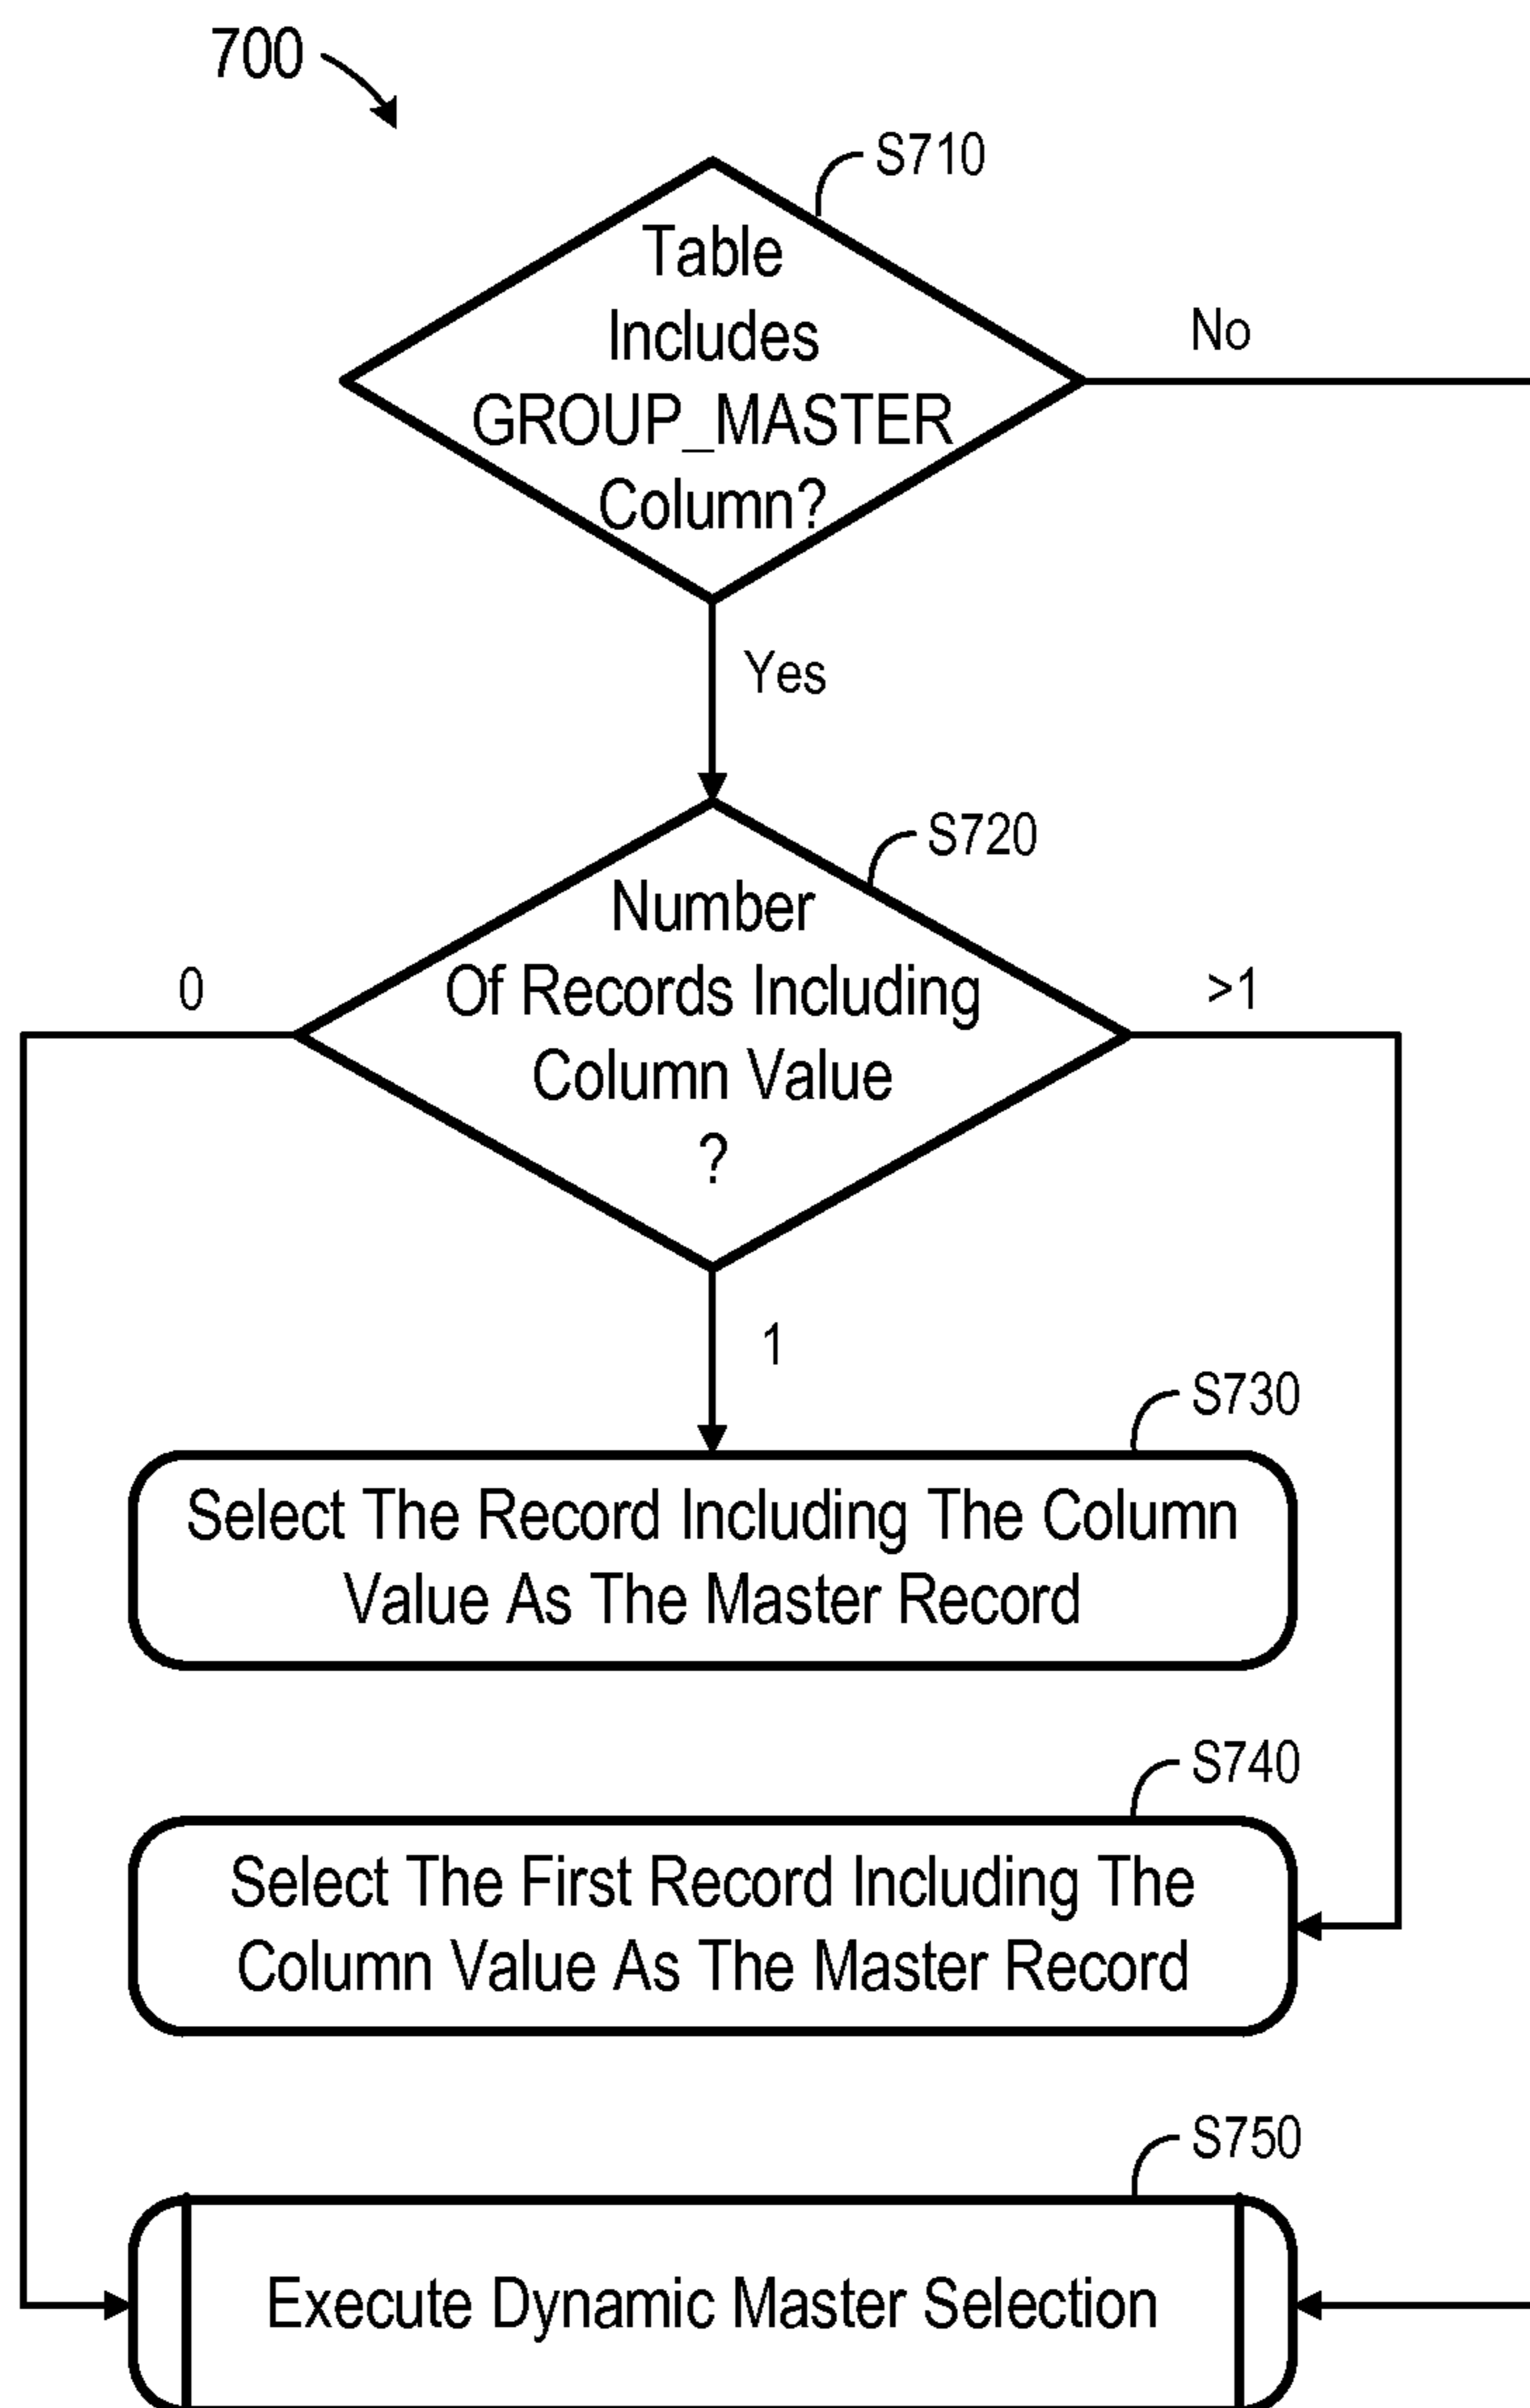 700
S710
Table
Includes
GROUP_MASTER
Column?
No
Yes
S720
Number
Of Records Including
Column Value
?
0
>1
1
S730
Select The Record Including The Column
Value As The Master Record
S740
Select The First Record Including The
Column Value As The Master Record
S750
Execute Dynamic Master Selection